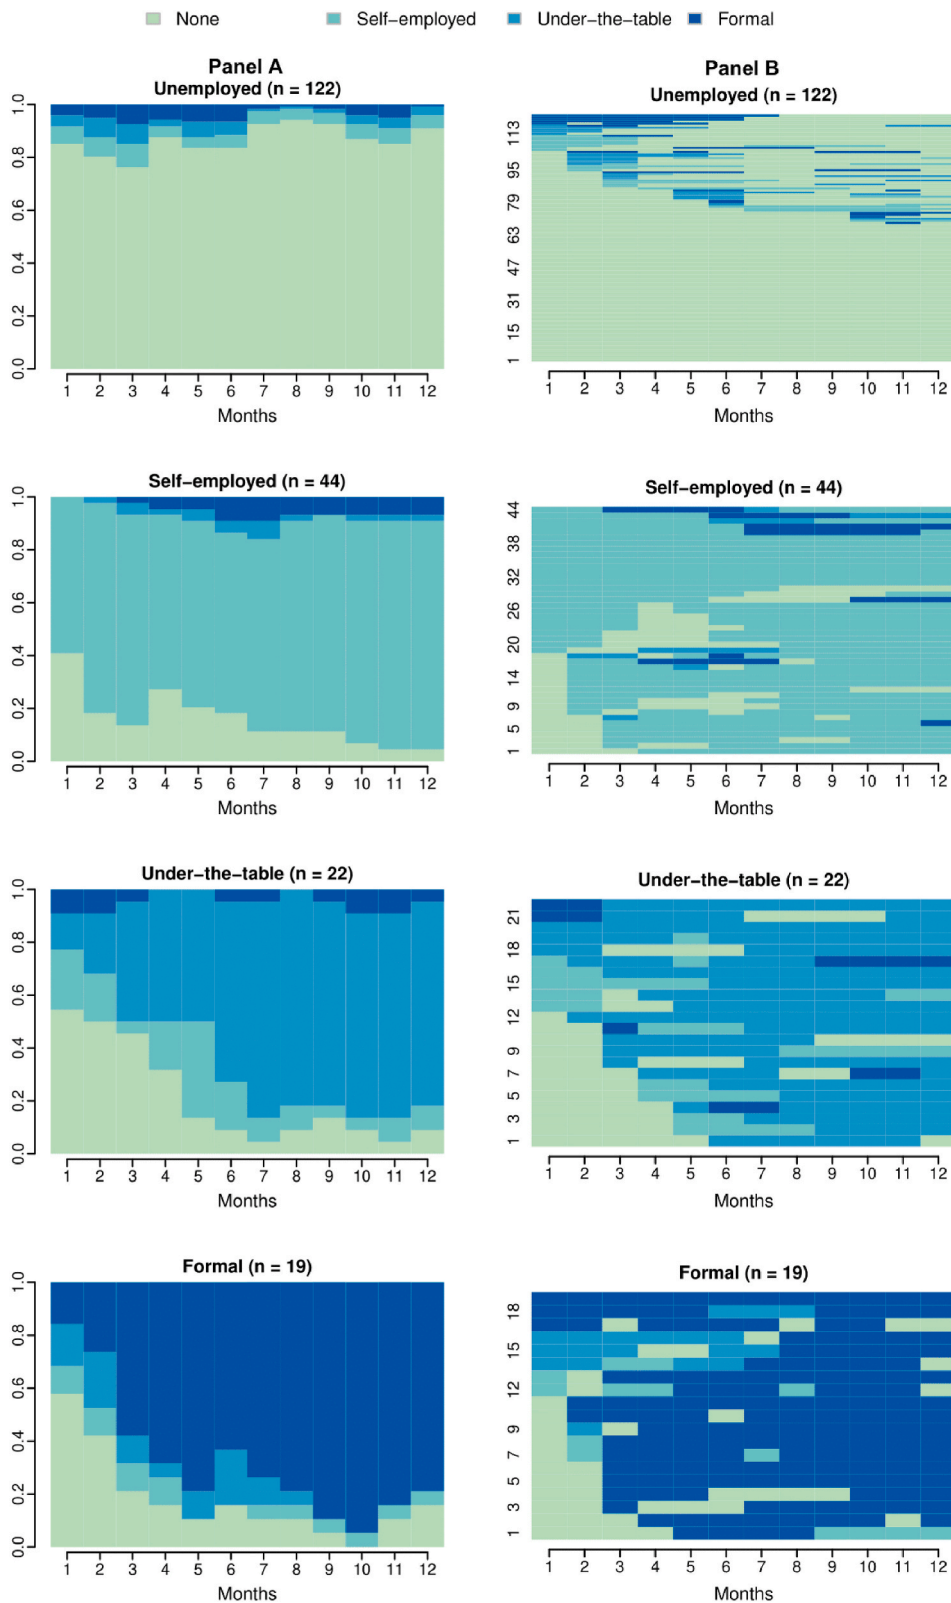 None Self-employed Under-the-table Formal
Panel A
Unemployed (n = 122)
0.0 0.2 0.4 0.6 0.8 1.0
1 2 3 4 5 6 7 8 9 10 11 12
Months
Panel B
Unemployed (n = 122)
1 15 31 47 63 79 95 113
1 2 3 4 5 6 7 8 9 10 11 12
Months
Self-employed (n = 44)
0.0 0.2 0.4 0.6 0.8 1.0
1 2 3 4 5 6 7 8 9 10 11 12
Months
Self-employed (n = 44)
1 5 9 14 20 26 32 38 44
1 2 3 4 5 6 7 8 9 10 11 12
Months
Under-the-table (n = 22)
0.0 0.2 0.4 0.6 0.8 1.0
1 2 3 4 5 6 7 8 9 10 11 12
Months
Under-the-table (n = 22)
1 3 5 7 9 12 15 18 21
1 2 3 4 5 6 7 8 9 10 11 12
Months
Formal (n = 19)
0.0 0.2 0.4 0.6 0.8 1.0
1 2 3 4 5 6 7 8 9 10 11 12
Months
Formal (n = 19)
1 3 5 7 9 12 15 18
1 2 3 4 5 6 7 8 9 10 11 12
Months